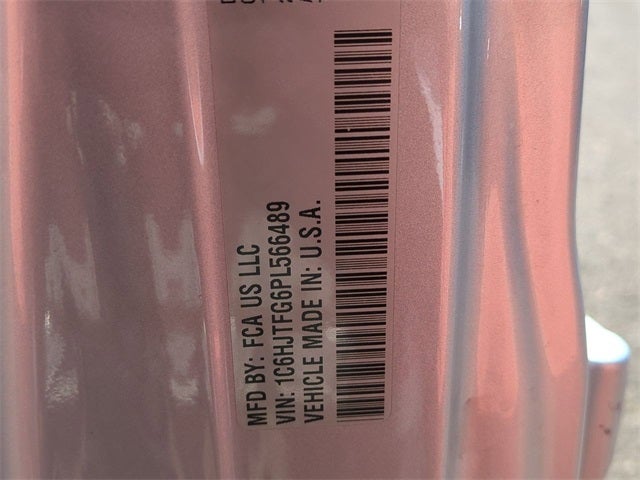 MFD BY: FCA US LLC
VIN: 1C6HJTFG6PL566489
VEHICLE MADE IN: U.S.A.